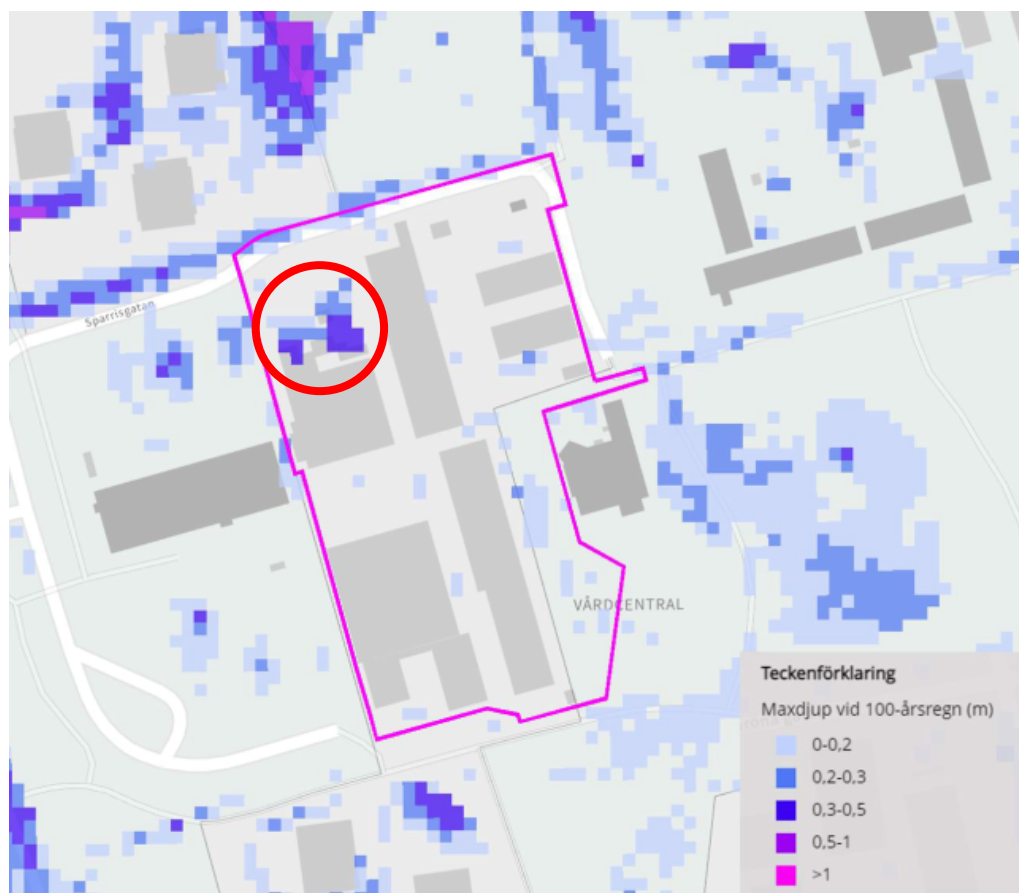 Sparrisgatan
VÅRDCENTRAL
Teckenförklaring
Maxdjup vid 100-årsregn (m)
0-0,2
0,2-0,3
0,3-0,5
0,5-1
>1